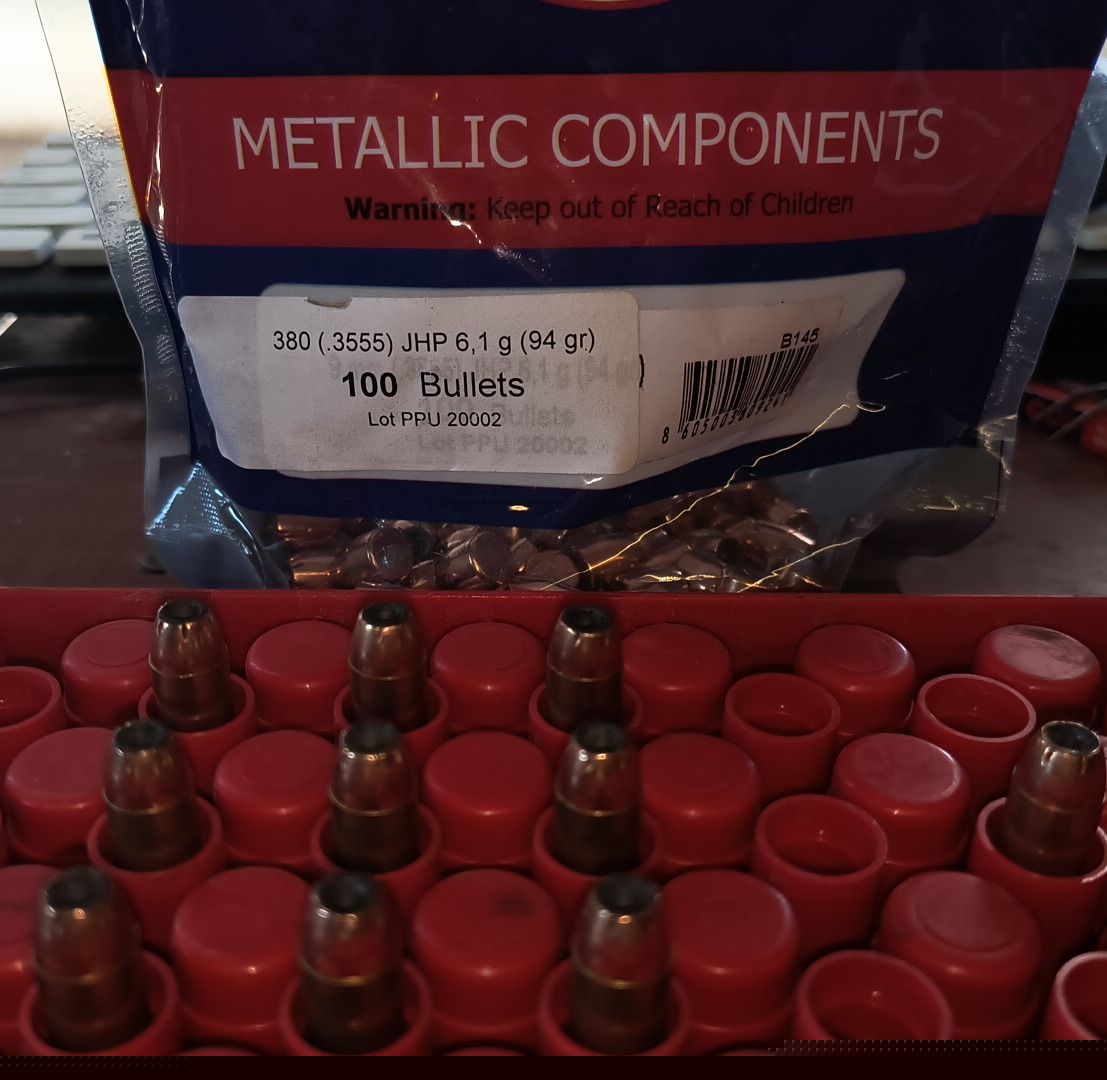 METALLIC COMPONENTS
Warning: Keep out of Reach of Children
380 (.3555) JHP 6,1 g (94 gr)
100 Bullets
Lot PPU 20002
B145